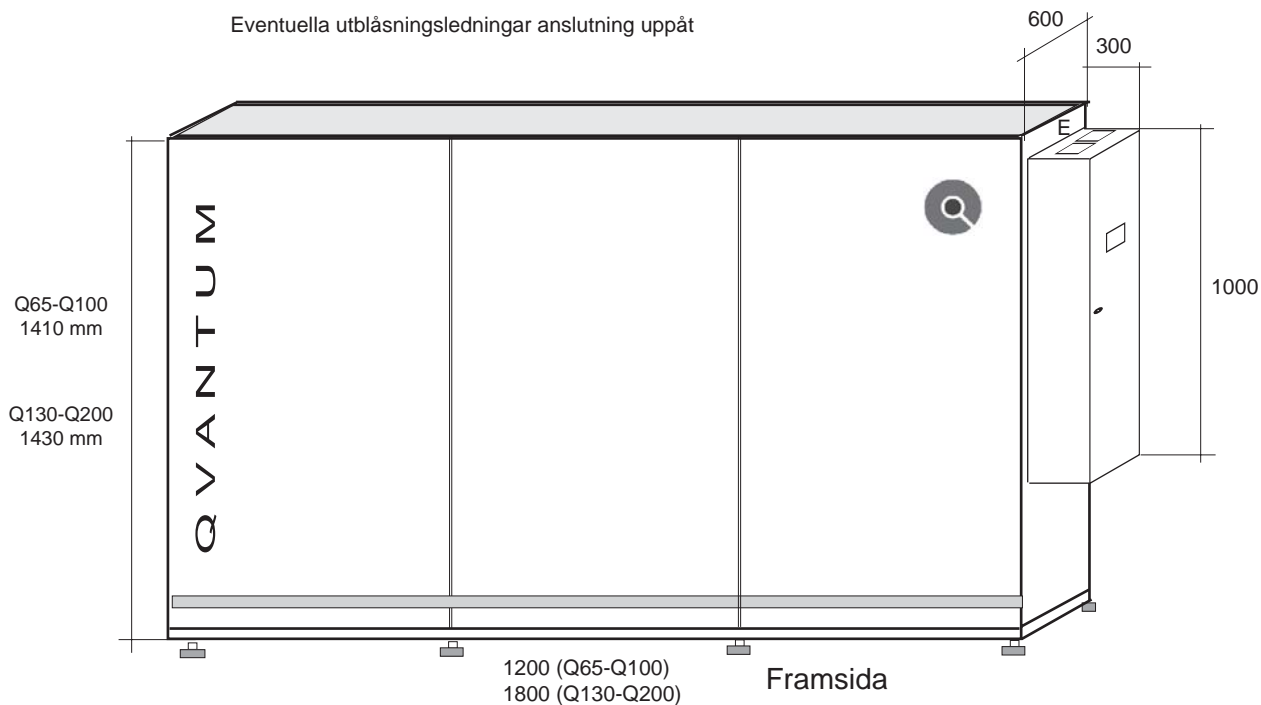 Eventuella utblåsningsledningar anslutning uppåt
600
300
E
QVANTUM
Q65-Q100
1410 mm
1000
Q130-Q200
1430 mm
1200 (Q65-Q100)
1800 (Q130-Q200)
Framsida